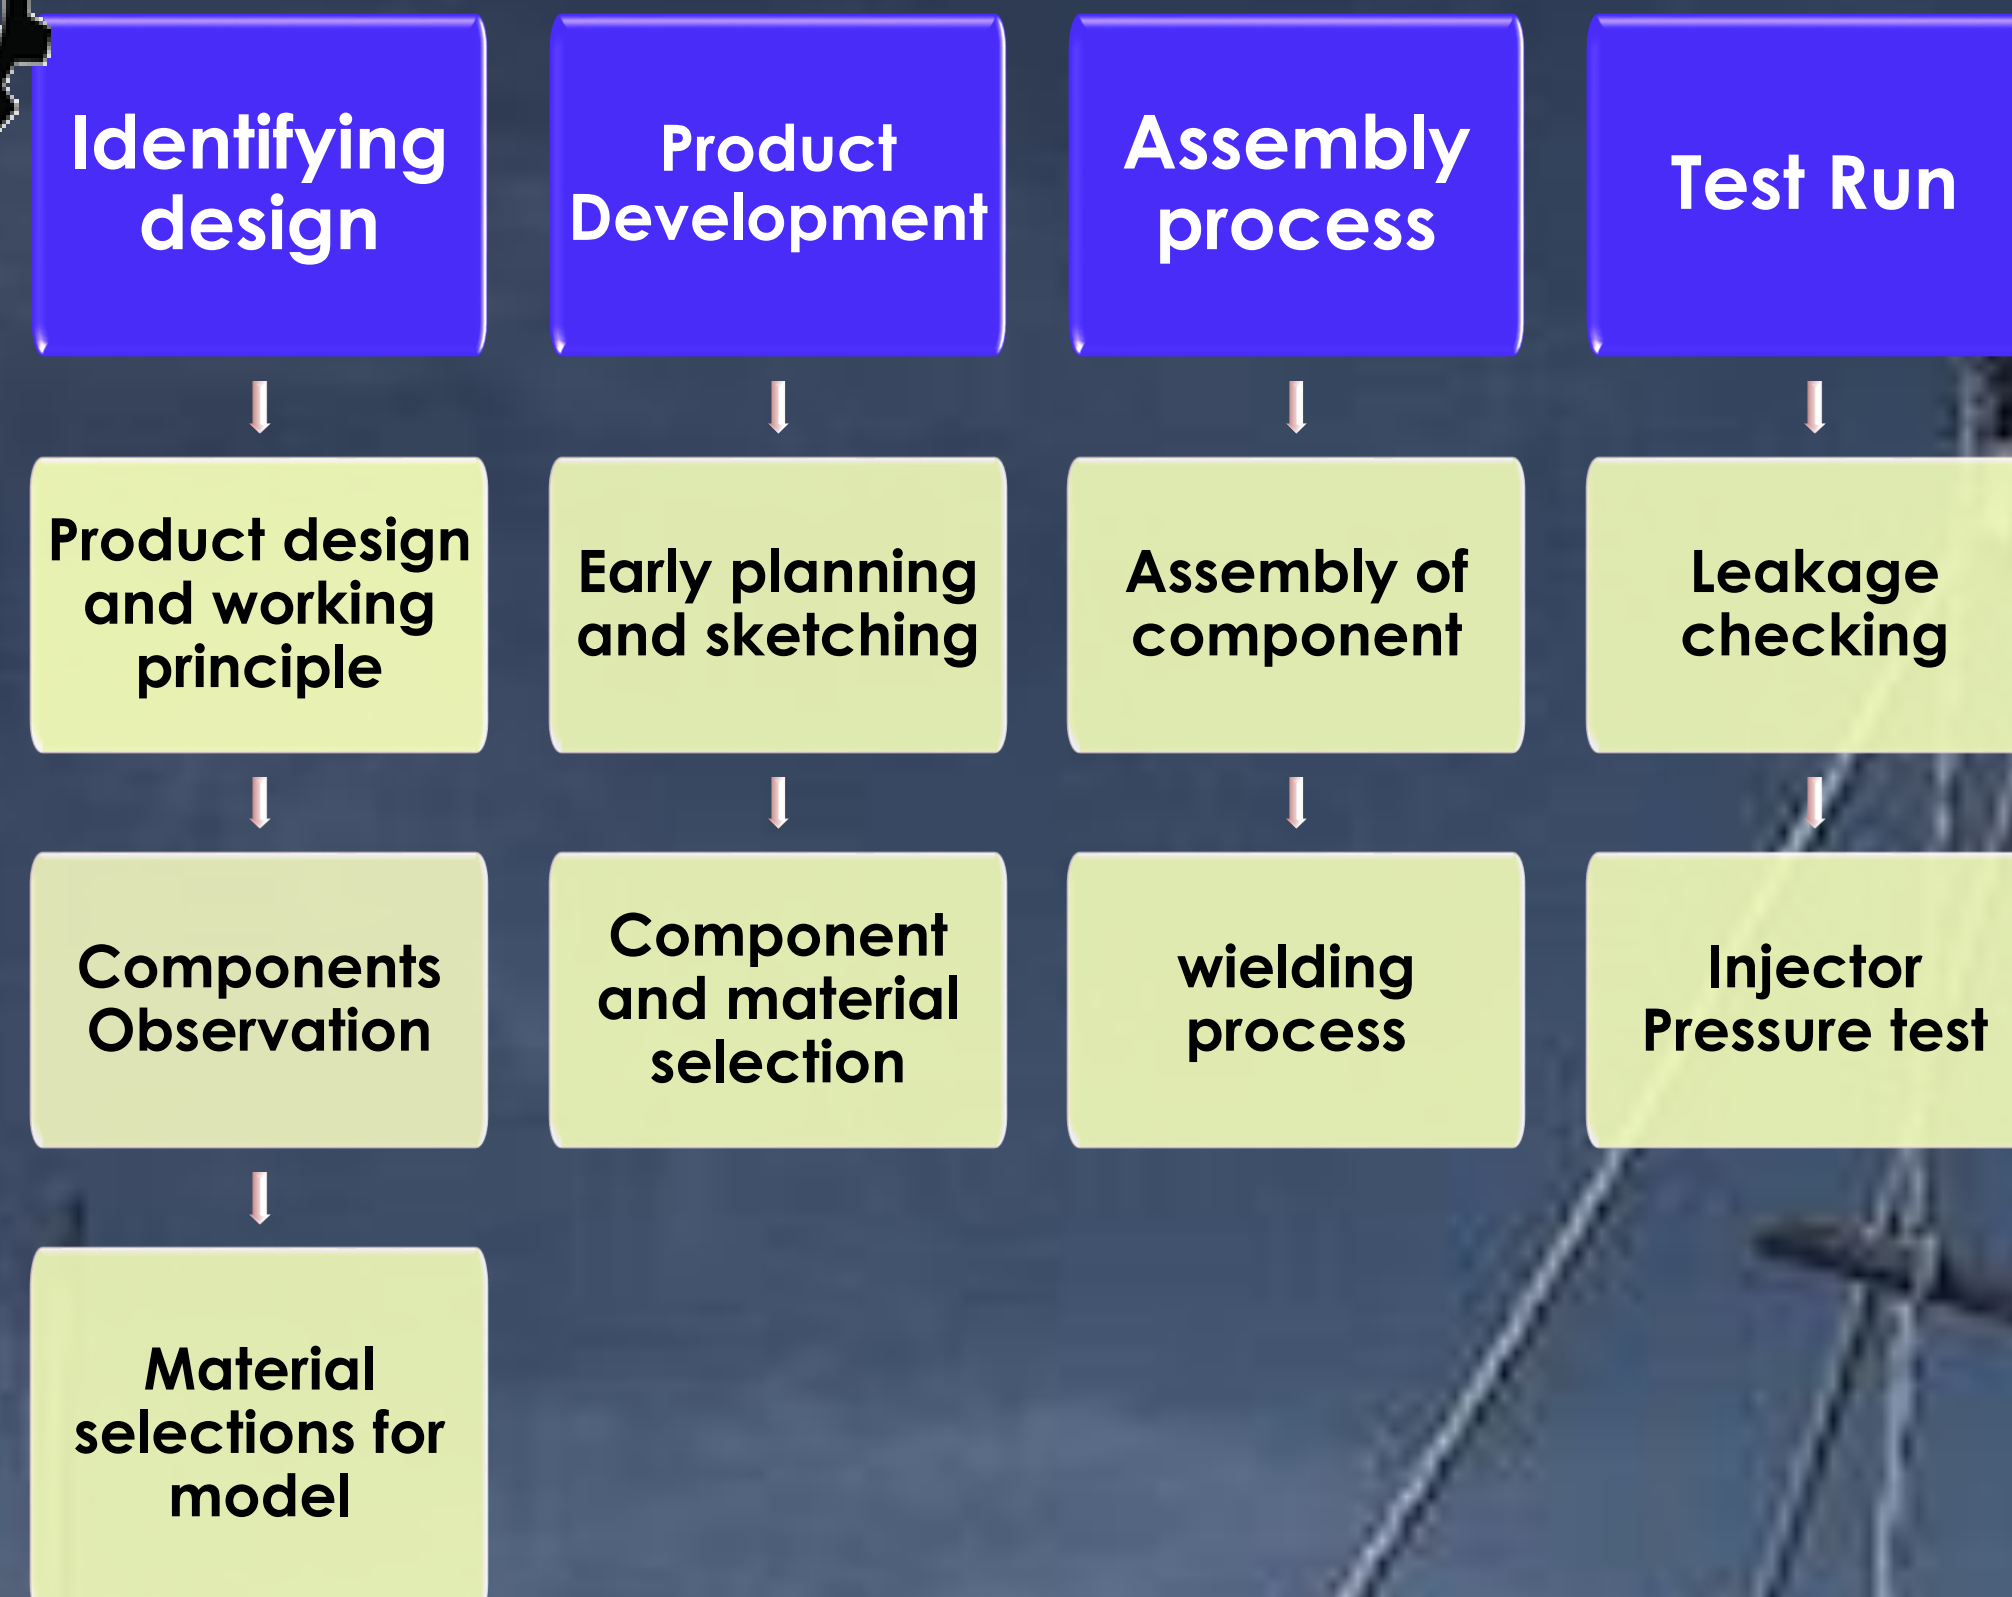 Identifying
design
Product design
and working
principle
Components
Observation
Material
selections for
model
Product
Development
Early planning
and sketching
Component
and material
selection
Assembly
process
Assembly of
component
wielding
process
Test Run
Leakage
checking
Injector
Pressure test